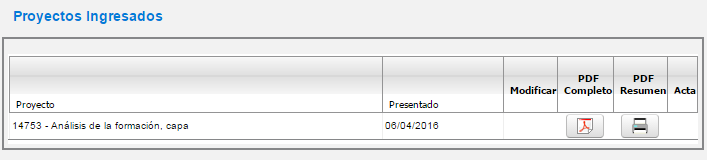 Proyectos Ingresados
Proyecto Presentado Modificar PDF Completo PDF Resumen Acta
14753 - Análisis de la formación, capa 06/04/2016